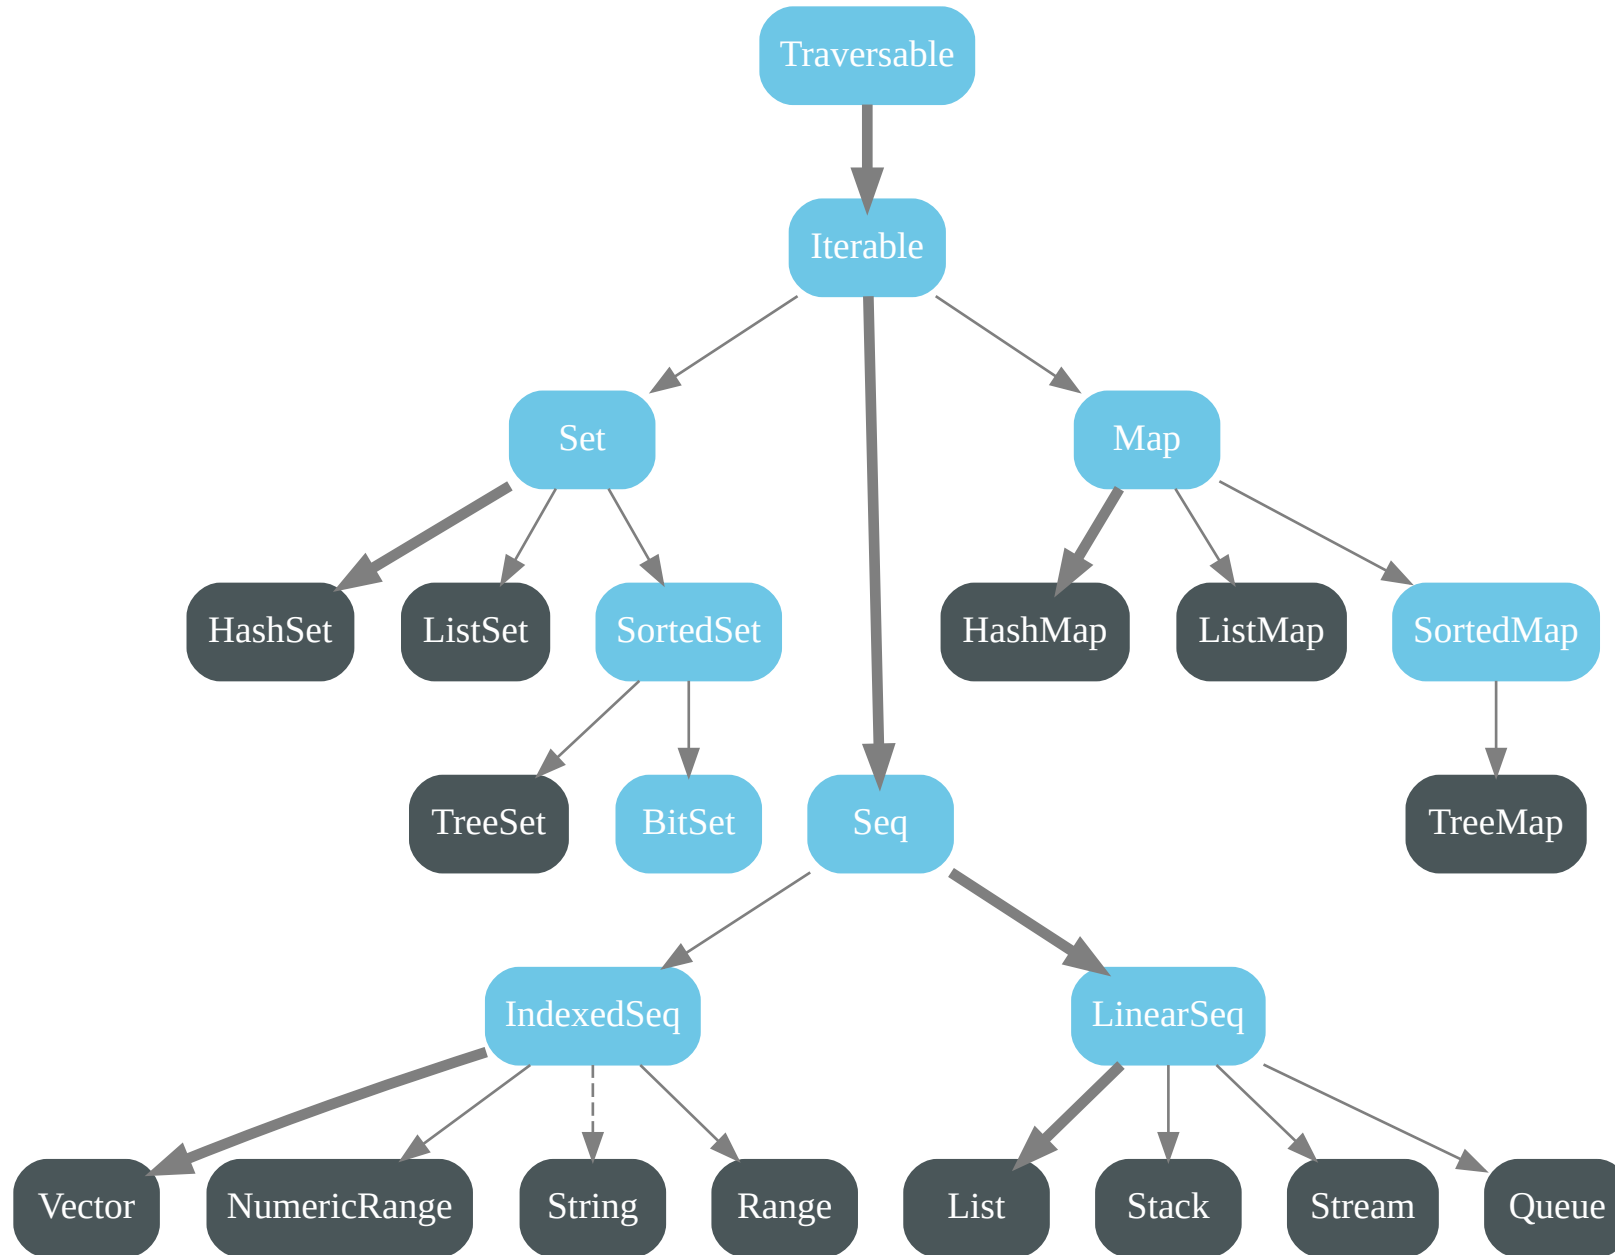 Traversable
Iterable
Set
Map
HashSet
ListSet
SortedSet
HashMap
ListMap
SortedMap
TreeSet
BitSet
Seq
TreeMap
IndexedSeq
LinearSeq
Vector
NumericRange
String
Range
List
Stack
Stream
Queue